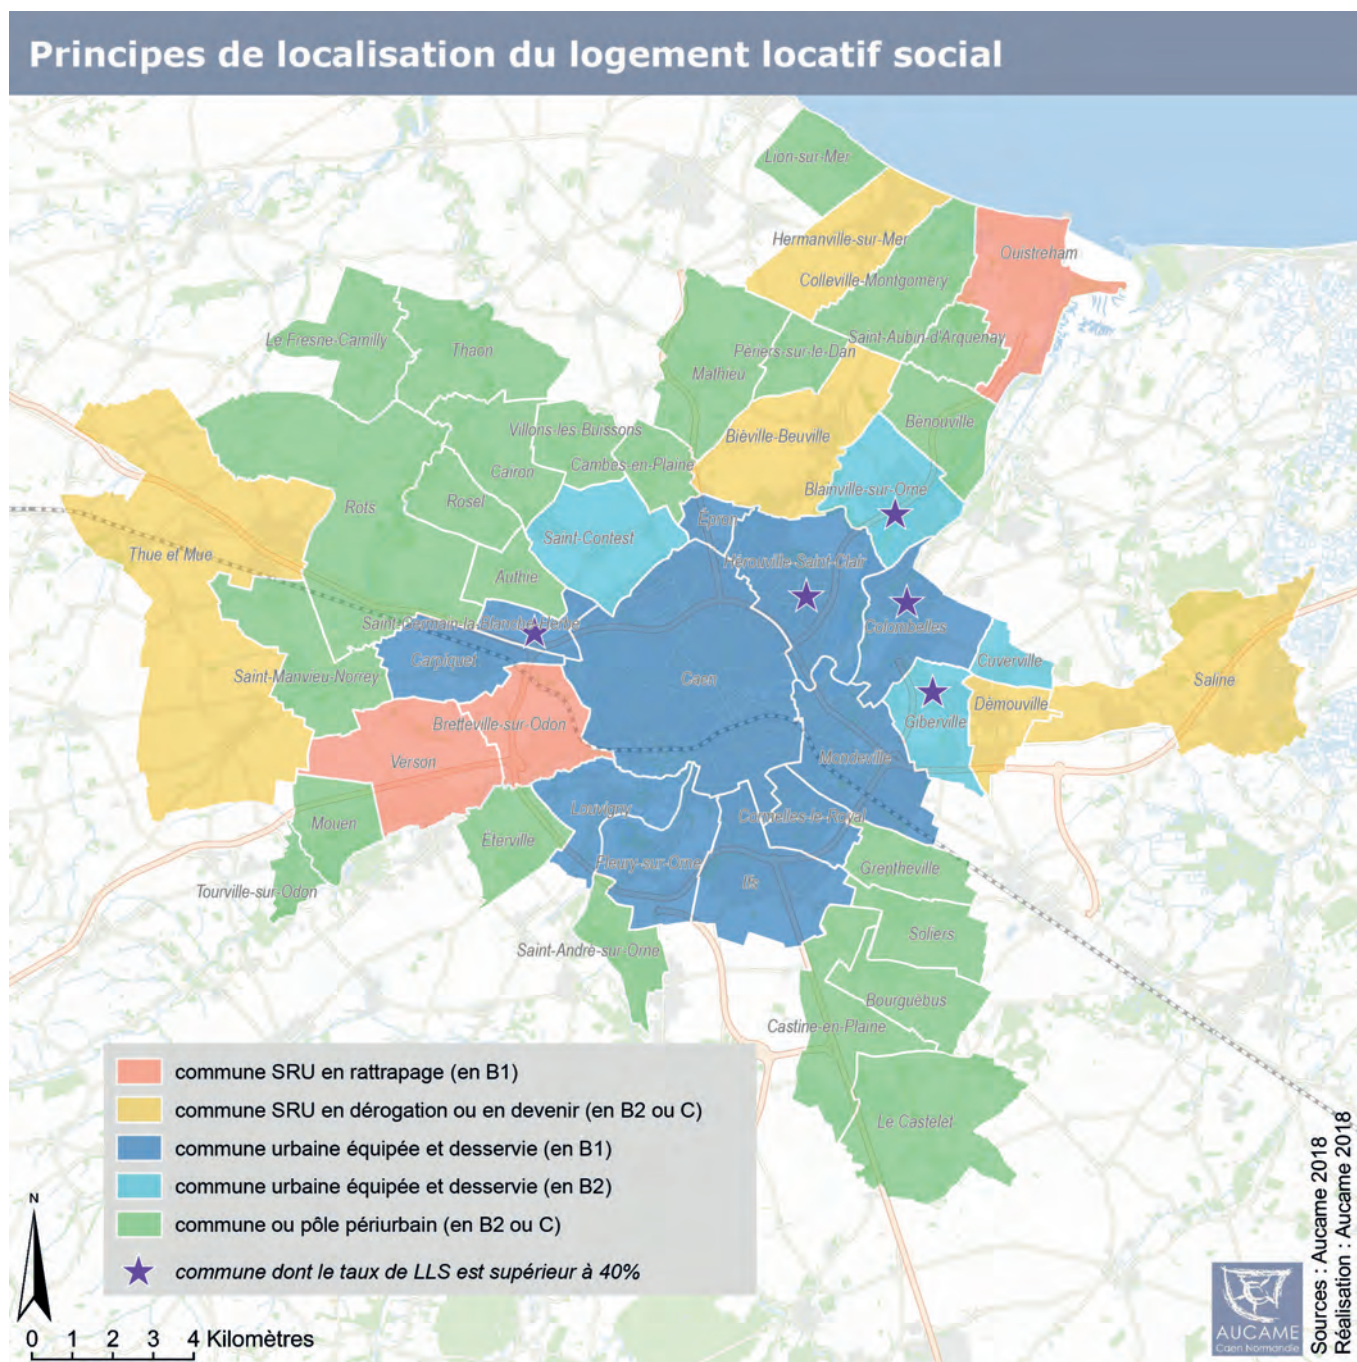 Principes de localisation du logement locatif social
Lion-sur-Mer
Hermanville-sur-Mer
Ouistreham
Colleville-Montgomery
Saint-Aubin-d'Arquenay
Le Fresne-Camilly
Thaon
Périers-sur-le-Dan
Mathieu
Bénouville
Villons-les-Buissons
Bièville-Beuville
Cambes-en-Plaine
Cairon
Blainville-sur-Orne
Rosel
Rots
Épron
Saint-Contest
Thue et Mue
Hérouville-Saint-Clair
Authie
Saint-Germain-la-Blanche-Herbe
Colombelles
Carpiquet
Cuverville
Saint-Manvieu-Norrey
Caen
Saline
Démouville
Giberville
Bretteville-sur-Odon
Verson
Mondeville
Louvigny
Cormelles-le-Royal
Mouen
Éterville
Fleury-sur-Orne
Ifs
Grentheville
Tourville-sur-Odon
Soliers
Saint-André-sur-Orne
Bourguébus
Castine-en-Plaine
Le Castelet
commune SRU en rattrapage (en B1)
commune SRU en dérogation ou en devenir (en B2 ou C)
commune urbaine équipée et desservie (en B1)
commune urbaine équipée et desservie (en B2)
commune ou pôle périurbain (en B2 ou C)
commune dont le taux de LLS est supérieur à 40%
N
0 1 2 3 4 Kilomètres
AUCAME
Caen Normandie
Sources : Aucame 2018
Réalisation : Aucame 2018